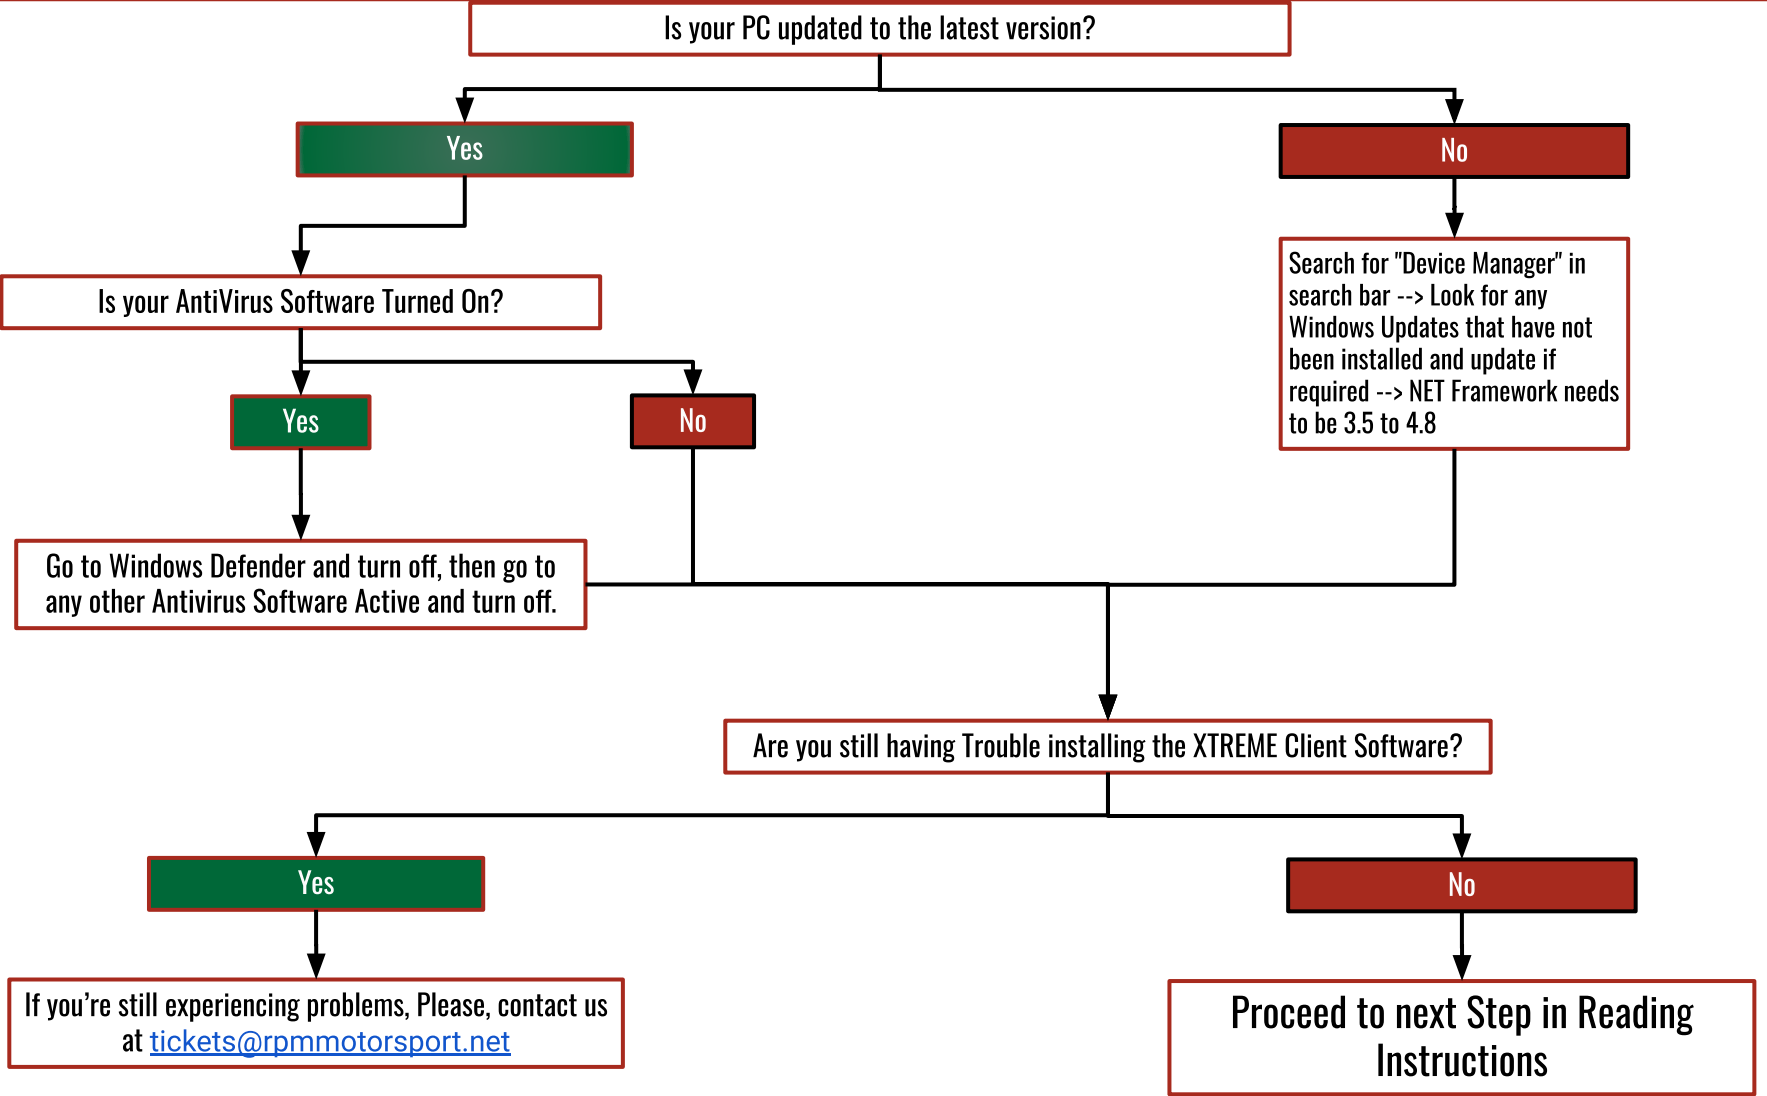 Is your PC updated to the latest version?
Yes
No
Search for "Device Manager" in
search bar --> Look for any
Windows Updates that have not
been installed and update if
required --> NET Framework needs
to be 3.5 to 4.8
Is your AntiVirus Software Turned On?
Yes
No
Go to Windows Defender and turn off, then go to
any other Antivirus Software Active and turn off.
Are you still having Trouble installing the XTREME Client Software?
Yes
No
If you’re still experiencing problems, Please, contact us
at tickets@rpmmotorsport.net
Proceed to next Step in Reading
Instructions